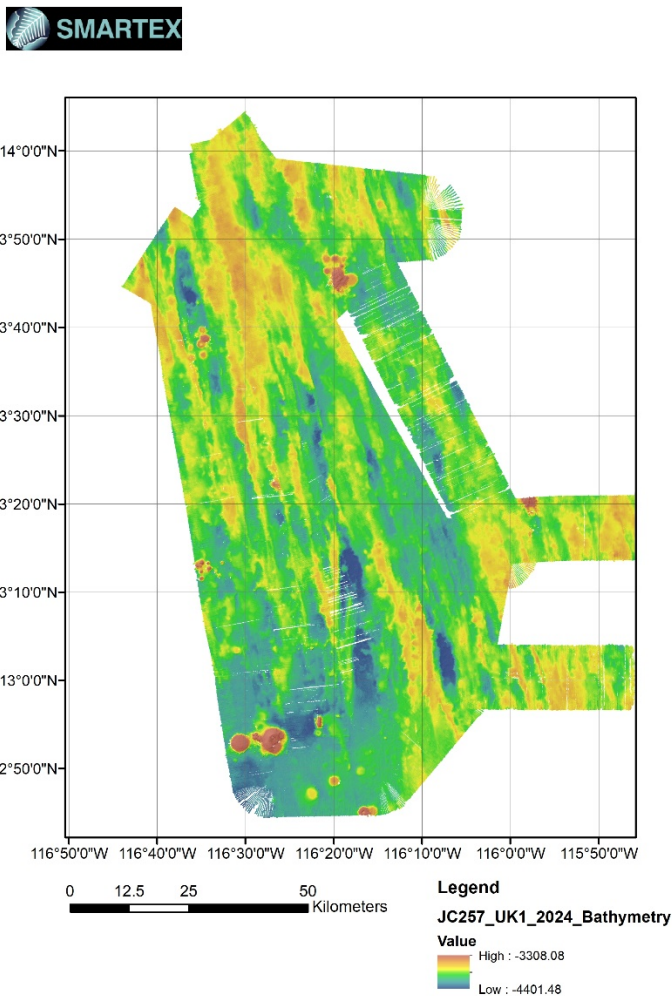 SMARTEX
14°0'0"N
3°50'0"N
3°40'0"N
3°30'0"N
3°20'0"N
3°10'0"N
13°0'0"N
2°50'0"N
116°50'0"W 116°40'0"W 116°30'0"W 116°20'0"W 116°10'0"W 116°0'0"W 115°50'0"W
0 12.5 25 50
Kilometers
Legend
JC257_UK1_2024_Bathymetry
Value
High : -3308.08
Low : -4401.48